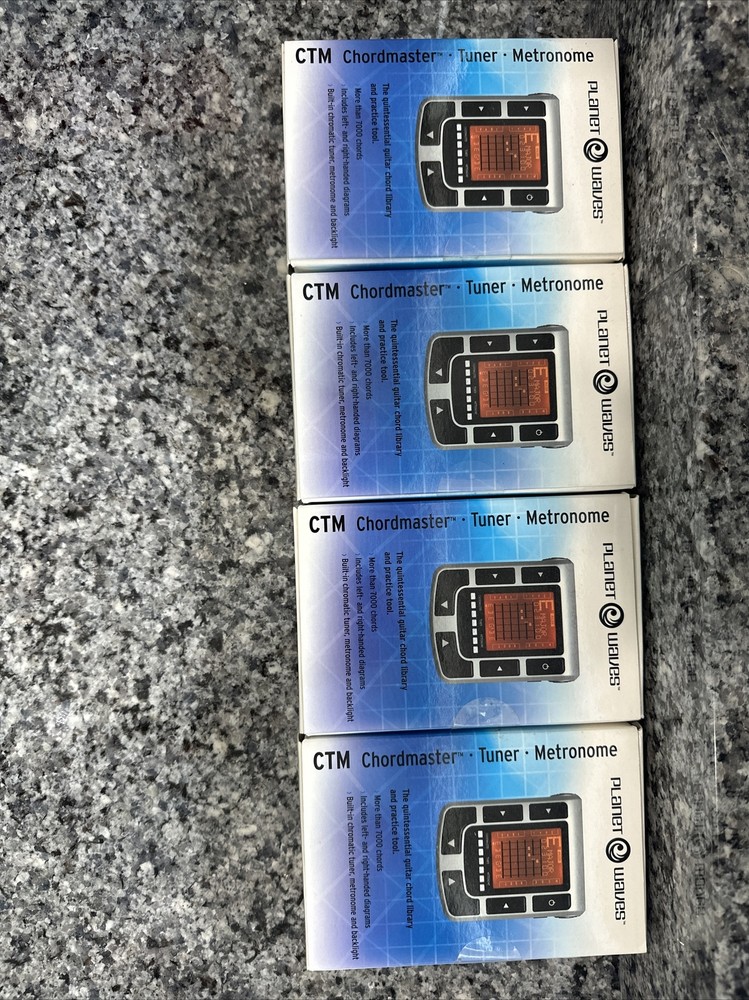 CTM Chordmaster™ · Tuner · Metronome
PLANET WAVES™
The quintessential guitar chord library
and practice tool.
› More than 7000 chords
› Includes left- and right-handed diagrams
› Built-in chromatic tuner, metronome and backlight
CTM Chordmaster™ · Tuner · Metronome
PLANET WAVES™
The quintessential guitar chord library
and practice tool.
› More than 7000 chords
› Includes left- and right-handed diagrams
› Built-in chromatic tuner, metronome and backlight
CTM Chordmaster™ · Tuner · Metronome
PLANET WAVES™
The quintessential guitar chord library
and practice tool.
› More than 7000 chords
› Includes left- and right-handed diagrams
› Built-in chromatic tuner, metronome and backlight
CTM Chordmaster™ · Tuner · Metronome
PLANET WAVES™
The quintessential guitar chord library
and practice tool.
› More than 7000 chords
› Includes left- and right-handed diagrams
› Built-in chromatic tuner, metronome and backlight